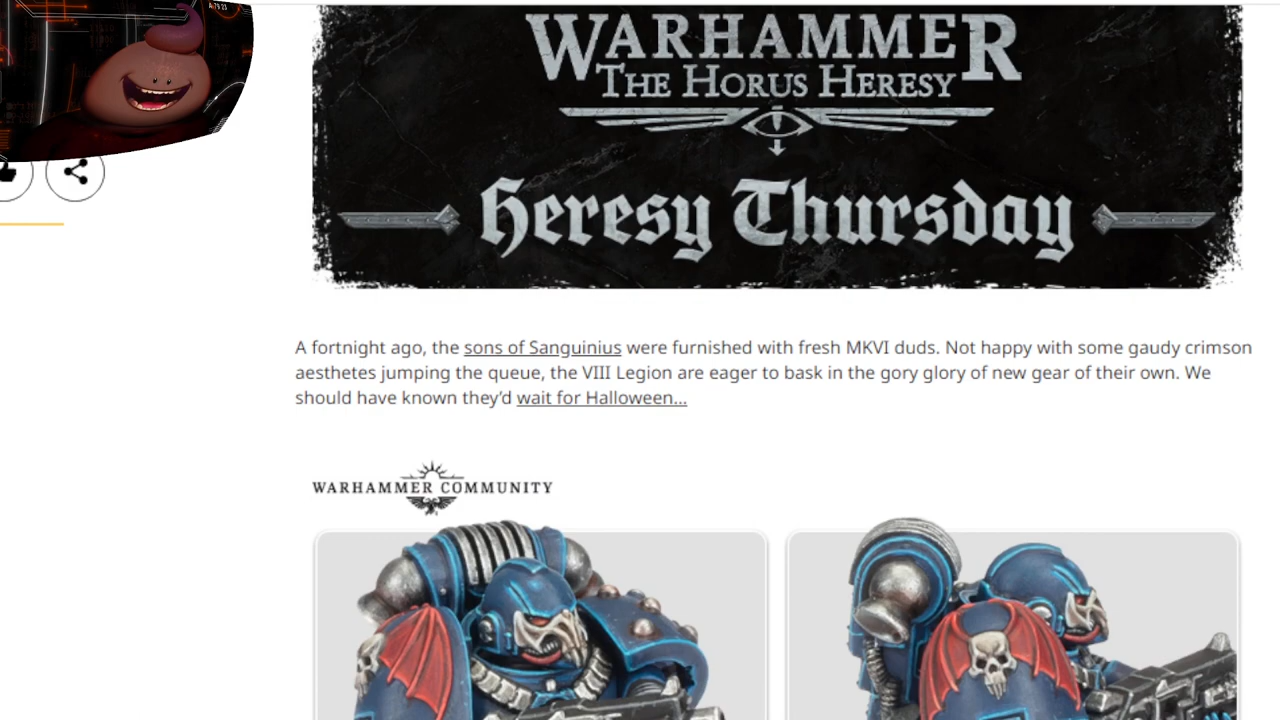 A-79 23
WARHAMMER
THE HORUS HERESY
Heresy Thursday
A fortnight ago, the sons of Sanguinius were furnished with fresh MKVI duds. Not happy with some gaudy crimson
aesthetes jumping the queue, the VIII Legion are eager to bask in the gory glory of new gear of their own. We
should have known they'd wait for Halloween...
WARHAMMER COMMUNITY